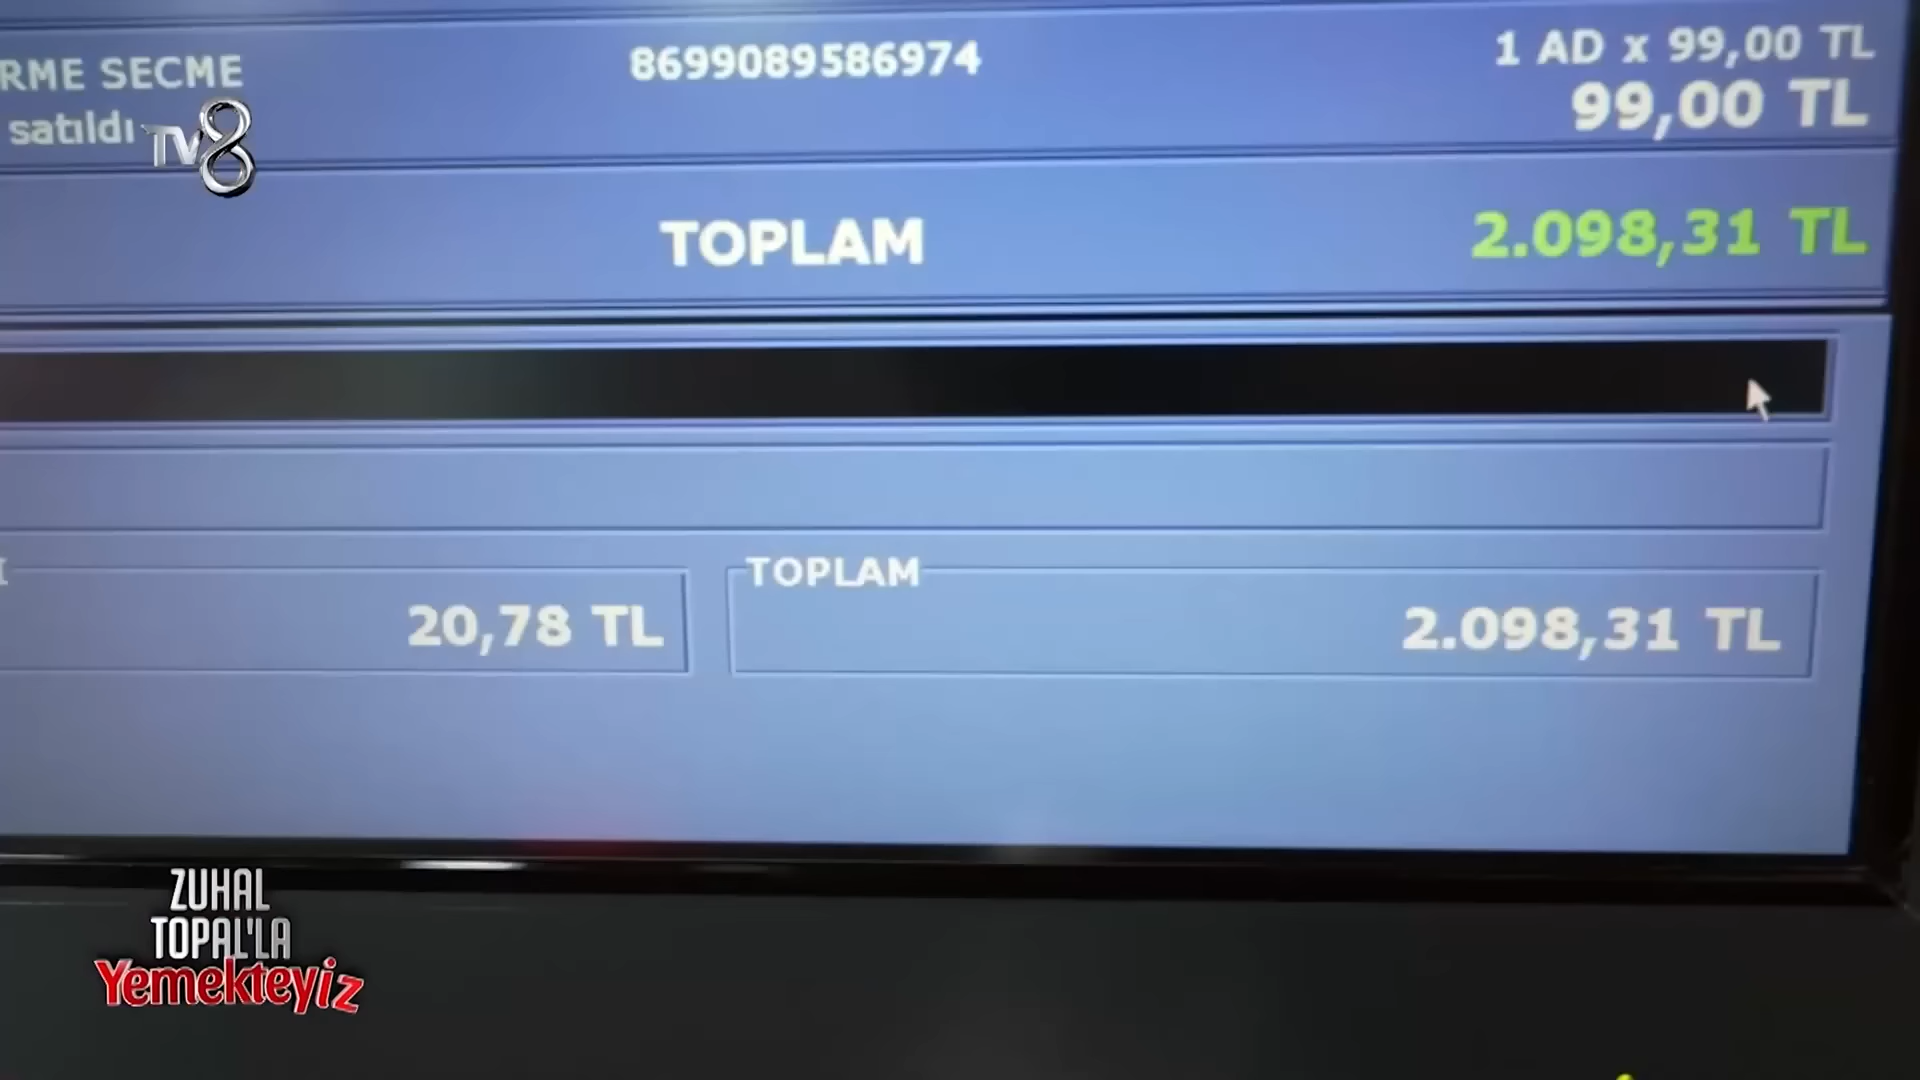 RME SECME 8699089586974 1 AD x 99,00 TL
satıldı 99,00 TL
TV8
TOPLAM 2.098,31 TL
TOPLAM
20,78 TL 2.098,31 TL
ZUHAL
TOPAL'LA
Yemekteyiz